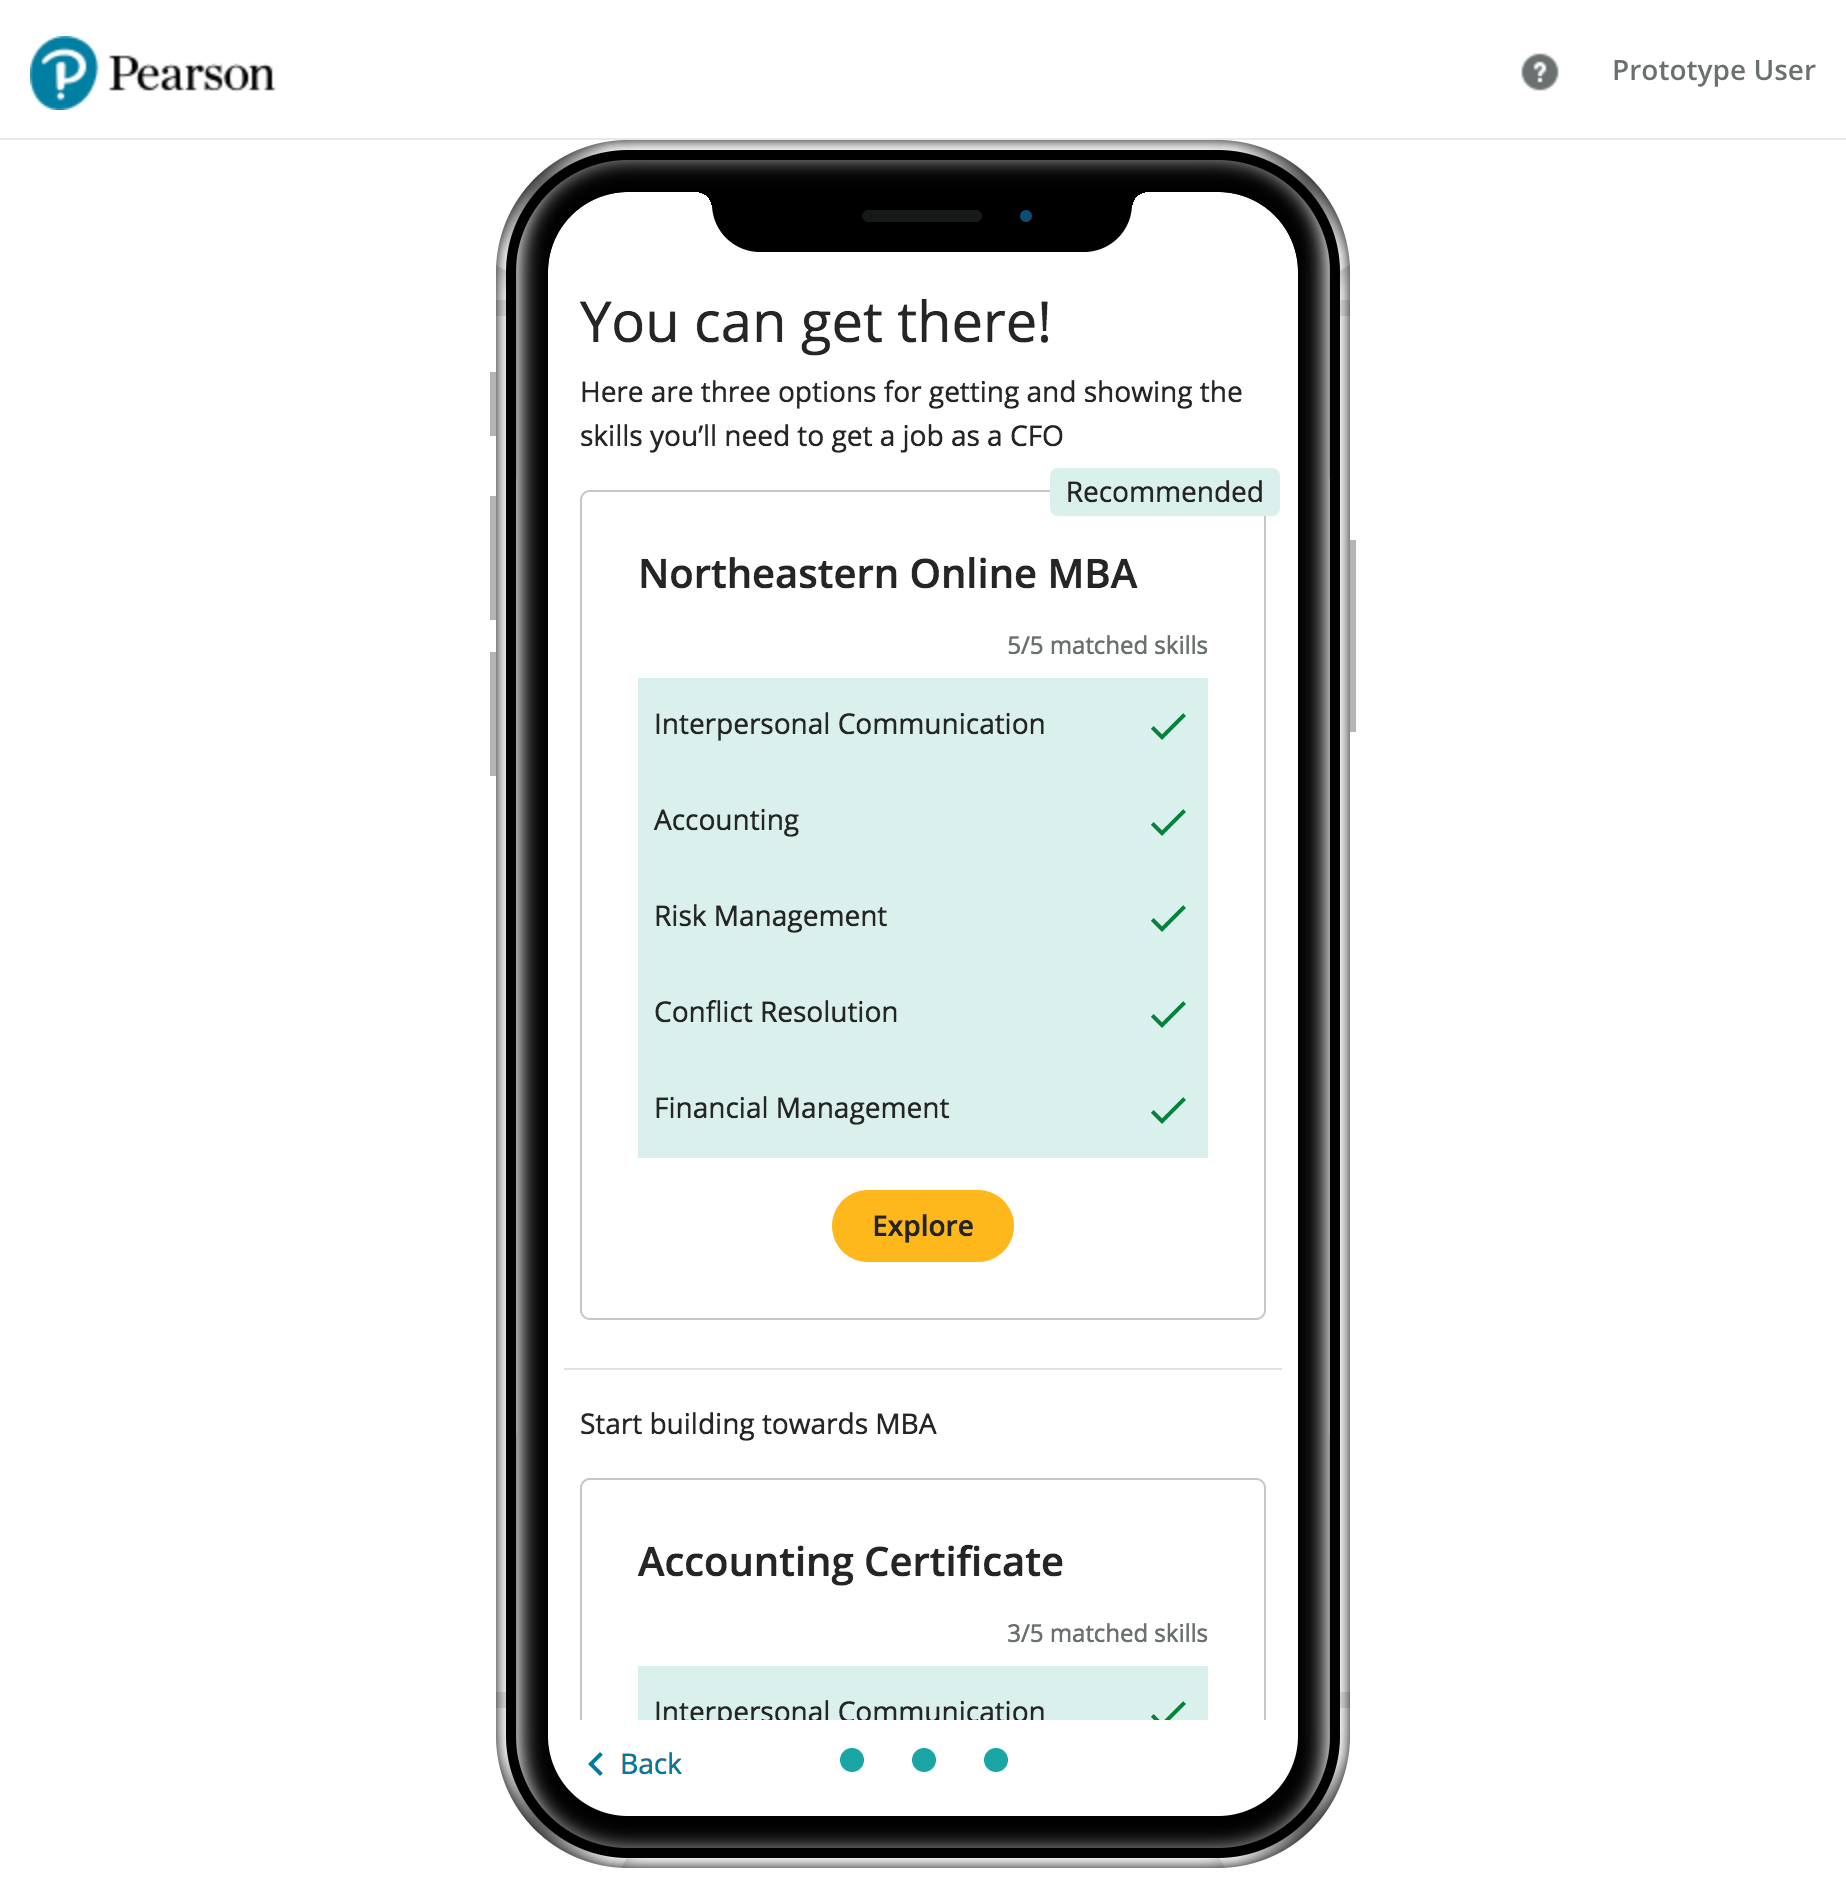 Pearson
? Prototype User
You can get there!
Here are three options for getting and showing the
skills you’ll need to get a job as a CFO
Recommended
Northeastern Online MBA
5/5 matched skills
Interpersonal Communication
Accounting
Risk Management
Conflict Resolution
Financial Management
Explore
Start building towards MBA
Accounting Certificate
3/5 matched skills
Interpersonal Communication
Back